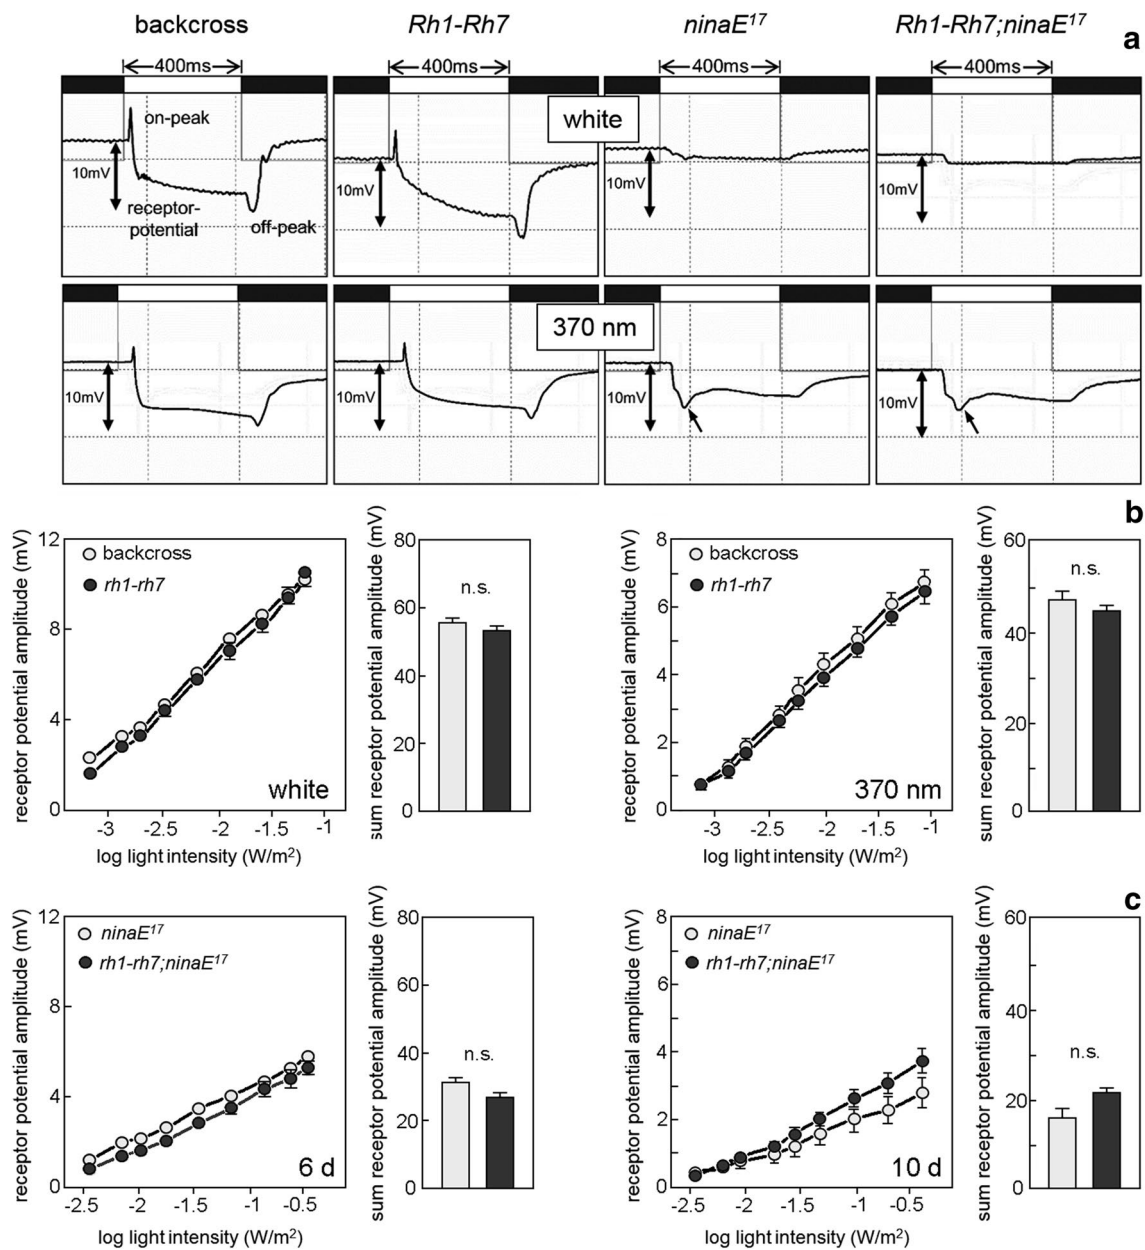 backcross Rh1-Rh7 ninaE17 Rh1-Rh7;ninaE17
a
400ms 400ms 400ms 400ms
white
on-peak
10mV 10mV 10mV 10mV
receptor-
potential
off-peak
370 nm
10mV 10mV 10mV 10mV
b
receptor potential amplitude (mV)
12
8
4
0
backcross
rh1-rh7
white
-3 -2.5 -2 -1.5 -1
log light intensity (W/m2)
sum receptor potential amplitude (mV)
80
60
40
20
0
n.s.
receptor potential amplitude (mV)
8
6
4
2
0
backcross
rh1-rh7
370 nm
-3 -2.5 -2 -1.5 -1
log light intensity (W/m2)
sum receptor potential amplitude (mV)
60
40
20
0
n.s.
c
receptor potential amplitude (mV)
12
8
4
0
ninaE17
rh1-rh7;ninaE17
6 d
-2.5 -2 -1.5 -1 -0.5
log light intensity (W/m2)
sum receptor potential amplitude (mV)
80
60
40
20
0
n.s.
receptor potential amplitude (mV)
8
6
4
2
0
ninaE17
rh1-rh7;ninaE17
10 d
-2.5 -2 -1.5 -1 -0.5
log light intensity (W/m2)
sum receptor potential amplitude (mV)
60
40
20
0
n.s.